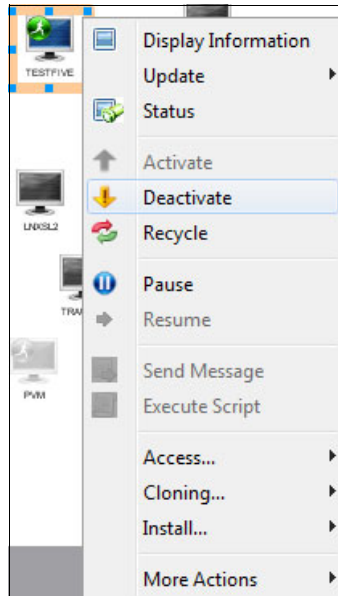 TESTFIVE
Display Information
Update
Status
Activate
Deactivate
LNXSL2
Recycle
Pause
TRA
Resume
PVM
Send Message
Execute Script
Access...
Cloning...
Install...
More Actions